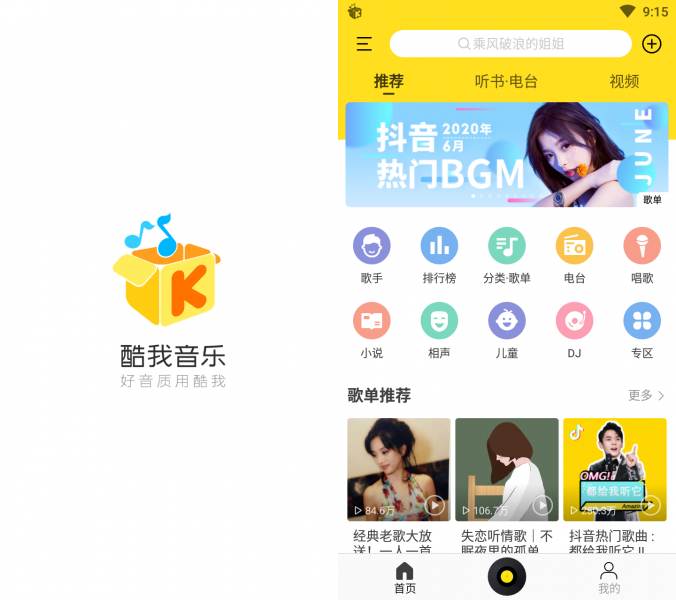 9:15
乘风破浪的姐姐
推荐
听书·电台
视频
抖音
2020年
6月
热门BGM
JUNE
歌单
歌手
排行榜
分类·歌单
电台
唱歌
小说
相声
儿童
DJ
专区
歌单推荐
更多
K
酷我音乐
好音质用酷我
OMG!
都给我听它
Amazing
84.6万
106.7万
经典老歌大放
送！一人一首
失恋听情歌｜不
眠夜里的孤单
抖音热门歌曲：
都给我听它！！
首页
我的